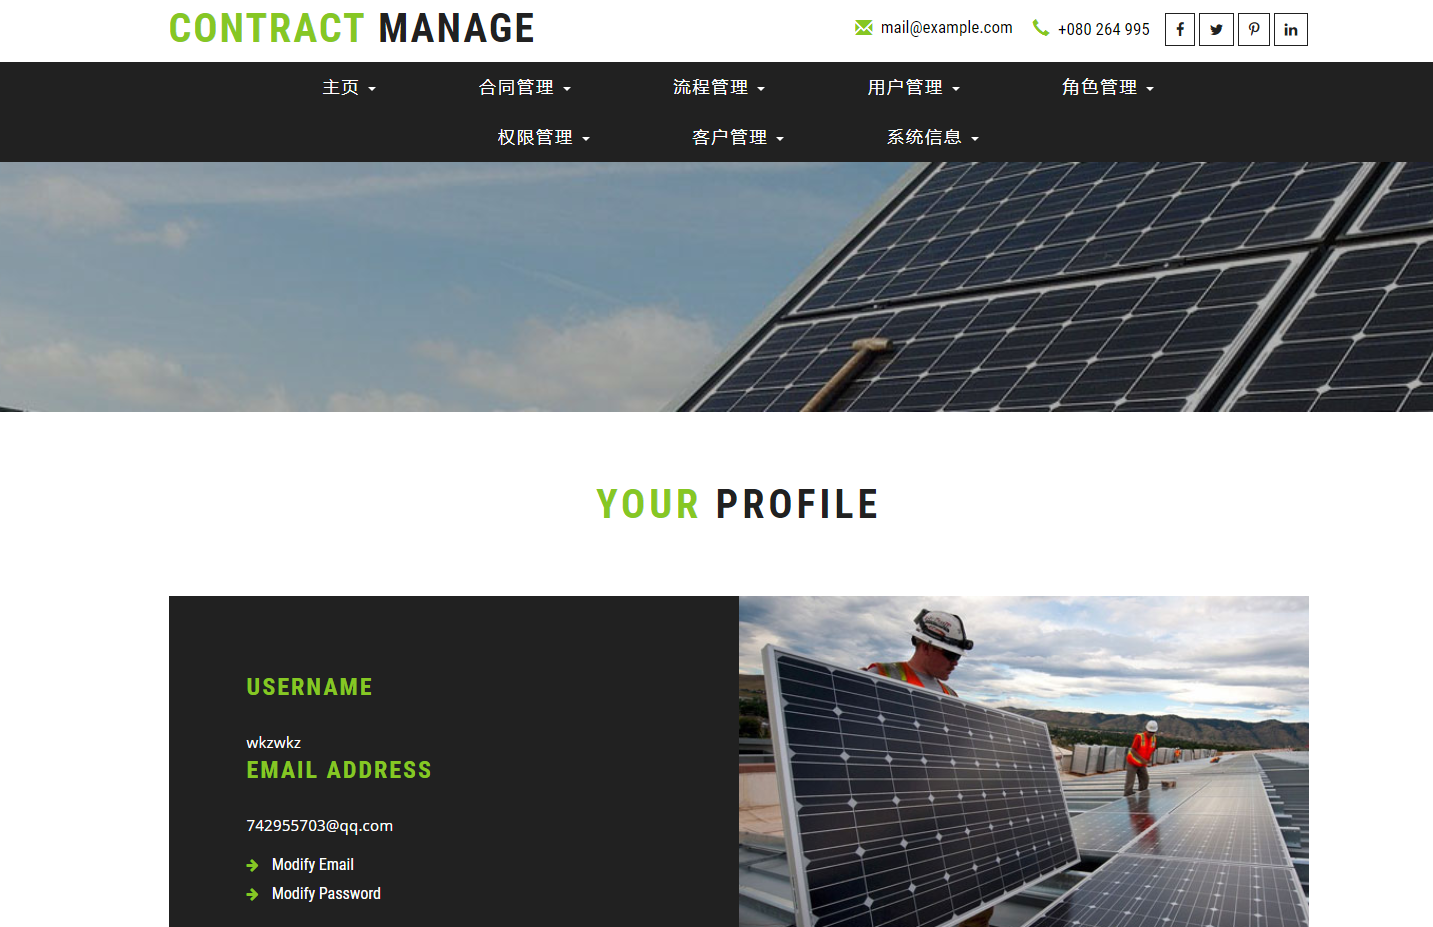 CONTRACT MANAGE
mail@example.com +080 264 995
主页 合同管理 流程管理 用户管理 角色管理
权限管理 客户管理 系统信息
YOUR PROFILE
USERNAME
wkzwkz
EMAIL ADDRESS
742955703@qq.com
Modify Email
Modify Password